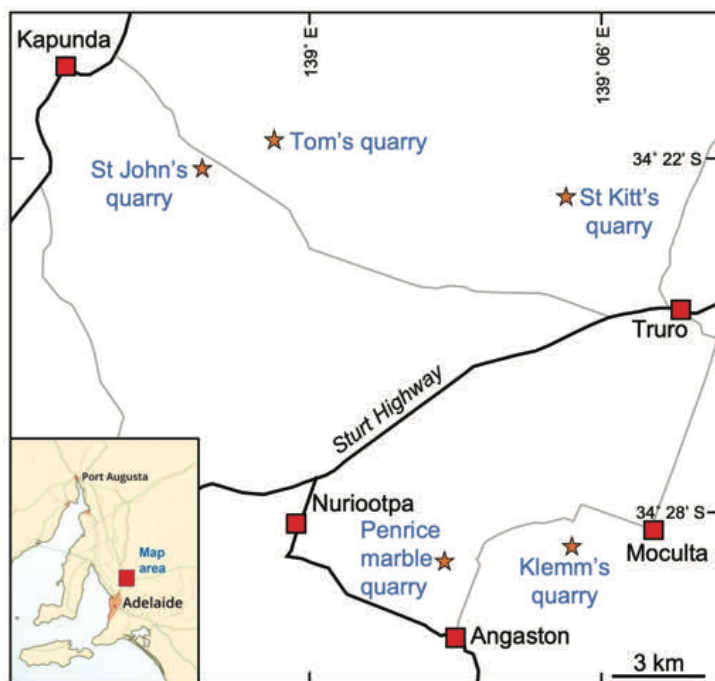 Kapunda
139° E
139° 06' E
Tom's quarry
34° 22' S
St John's
quarry
St Kitt's
quarry
Truro
Sturt Highway
Port Augusta
Map
area
Adelaide
Nuriootpa
Penrice
marble
quarry
34° 28' S
Moculta
Klemm's
quarry
Angaston
3 km